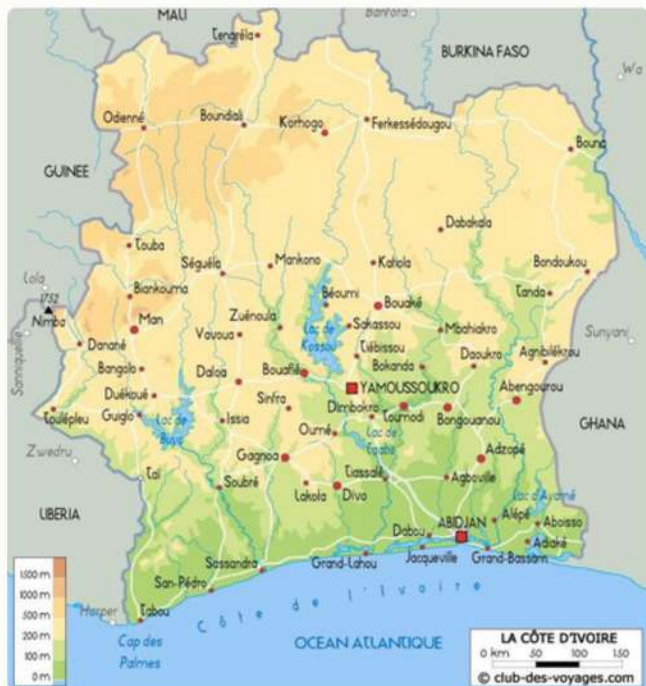 MALI
Banfora
BURKINA FASO
Tengréla
Wa
Odienné
Boundiali
Korhogo
Ferkessédougou
Bouna
GUINEE
Dabakala
Touba
Séguéla
Mankono
Katiola
Bondoukou
Lola
1752
Nimba
Biankouma
Man
Béoumi
Bouaké
Tanda
Zuénoula
Lac de
Kossou
Sakassou
Mbahiakro
Sunyani
Vavoua
Sanniquellie
Danané
Tiébissou
Bangolo
Daloa
Bouaflé
Bokanda
Daoukro
Agnibilékrou
Duékoué
YAMOUSSOUKRO
Abengourou
Toulépleu
Guiglo
Sinfra
Dimbokro
Toumodi
Bongouanou
Lac de
Buyo
Issia
Oumé
GHANA
Zwedru
Gagnoa
Lac de
Adzopé
Taï
Tiassalé
Soubré
Lakota
Divo
Agboville
Lac d'Ayamé
LIBERIA
ABIDJAN
Alépé
Aboisso
Dabou
Adiaké
Sassandra
Grand-Lahou
Jacqueville
Grand-Bassam
San-Pédro
Harper
Tabou
Côte de l'Ivoire
Cap des
Palmes
OCEAN ATLANTIQUE
1500 m
1000 m
500 m
200 m
100 m
0 m
LA CÔTE D'IVOIRE
0 km 50 100 150
© club-des-voyages.com